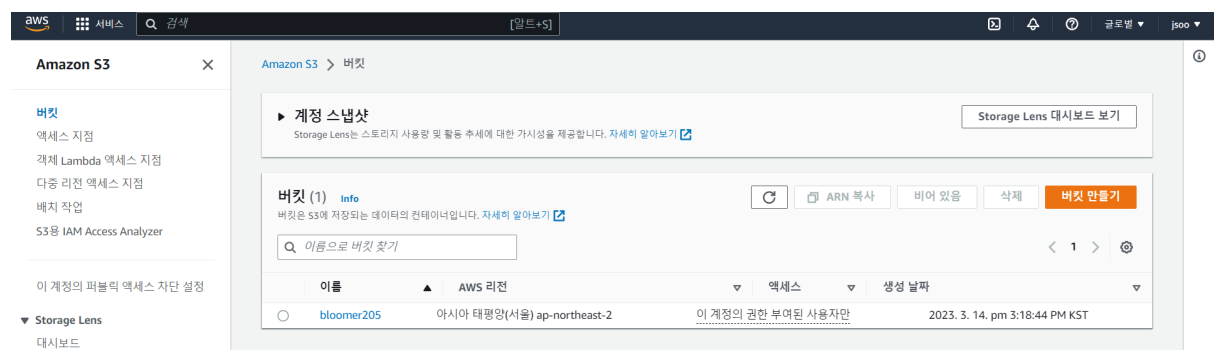 aws 서비스 검색 [알트+S] 글로벌 ▼ jsoo ▼
Amazon S3
버킷
액세스 지점
객체 Lambda 액세스 지점
다중 리전 액세스 지점
배치 작업
S3용 IAM Access Analyzer
이 계정의 퍼블릭 액세스 차단 설정
▼ Storage Lens
대시보드
Amazon S3 > 버킷
▶ 계정 스냅샷
Storage Lens는 스토리지 사용량 및 활동 추세에 대한 가시성을 제공합니다. 자세히 알아보기
Storage Lens 대시보드 보기
버킷 (1) Info
버킷은 S3에 저장되는 데이터의 컨테이너입니다. 자세히 알아보기
ARN 복사 비어 있음 삭제 버킷 만들기
이름으로 버킷 찾기
< 1 >
이름 ▲ AWS 리전 ▽ 액세스 ▽ 생성 날짜 ▽
bloomer205 아시아 태평양(서울) ap-northeast-2 이 계정의 권한 부여된 사용자만 2023. 3. 14. pm 3:18:44 PM KST